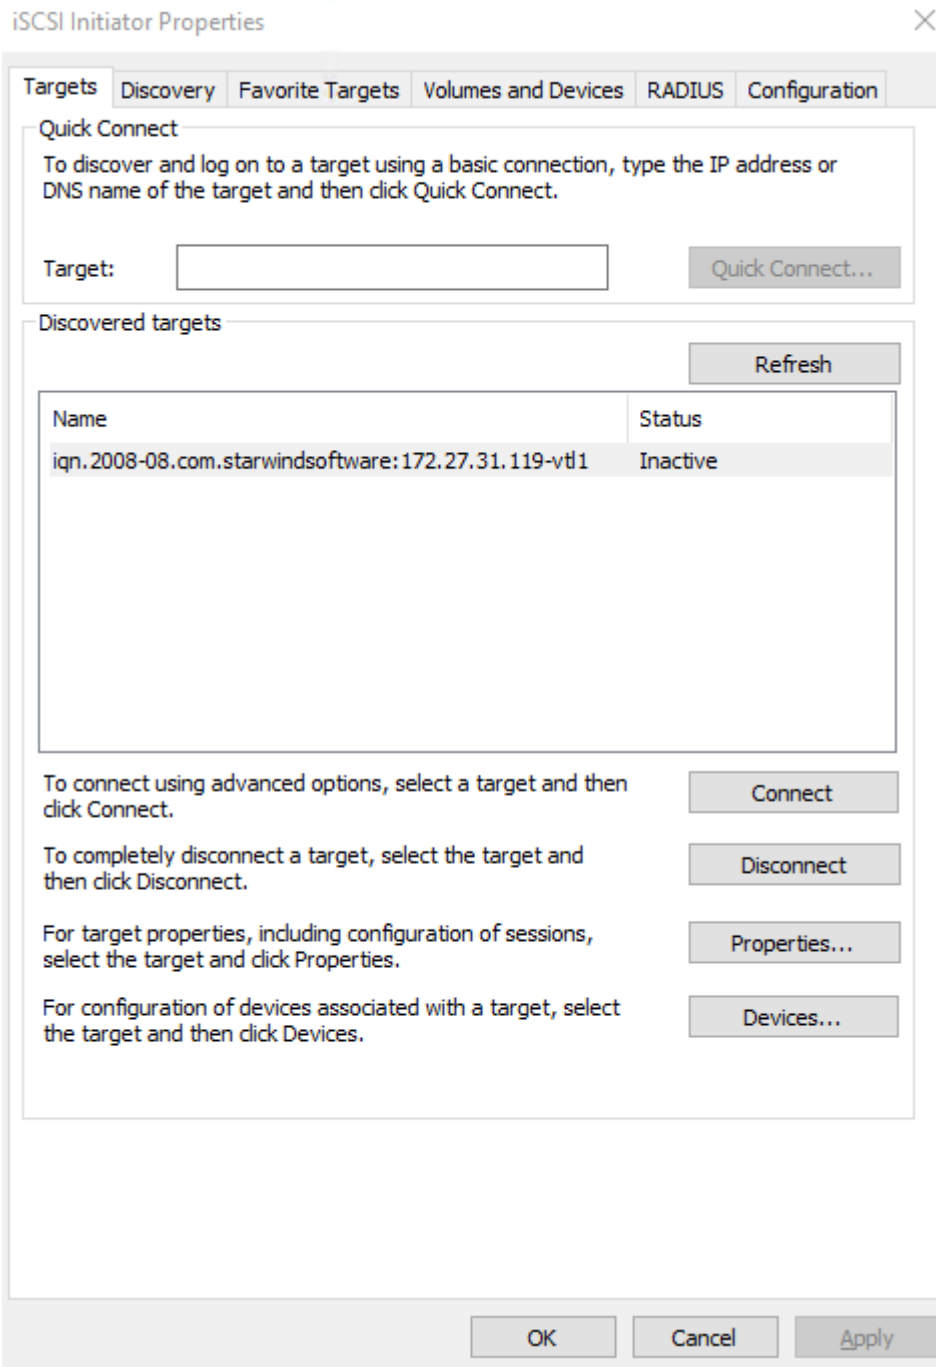 iSCSI Initiator Properties
Targets Discovery Favorite Targets Volumes and Devices RADIUS Configuration
Quick Connect
To discover and log on to a target using a basic connection, type the IP address or
DNS name of the target and then click Quick Connect.
Target:
Quick Connect...
Discovered targets
Refresh
Name Status
iqn.2008-08.com.starwindsoftware:172.27.31.119-vtl1 Inactive
To connect using advanced options, select a target and then
click Connect.
Connect
To completely disconnect a target, select the target and
then click Disconnect.
Disconnect
For target properties, including configuration of sessions,
select the target and click Properties.
Properties...
For configuration of devices associated with a target, select
the target and then click Devices.
Devices...
OK Cancel Apply